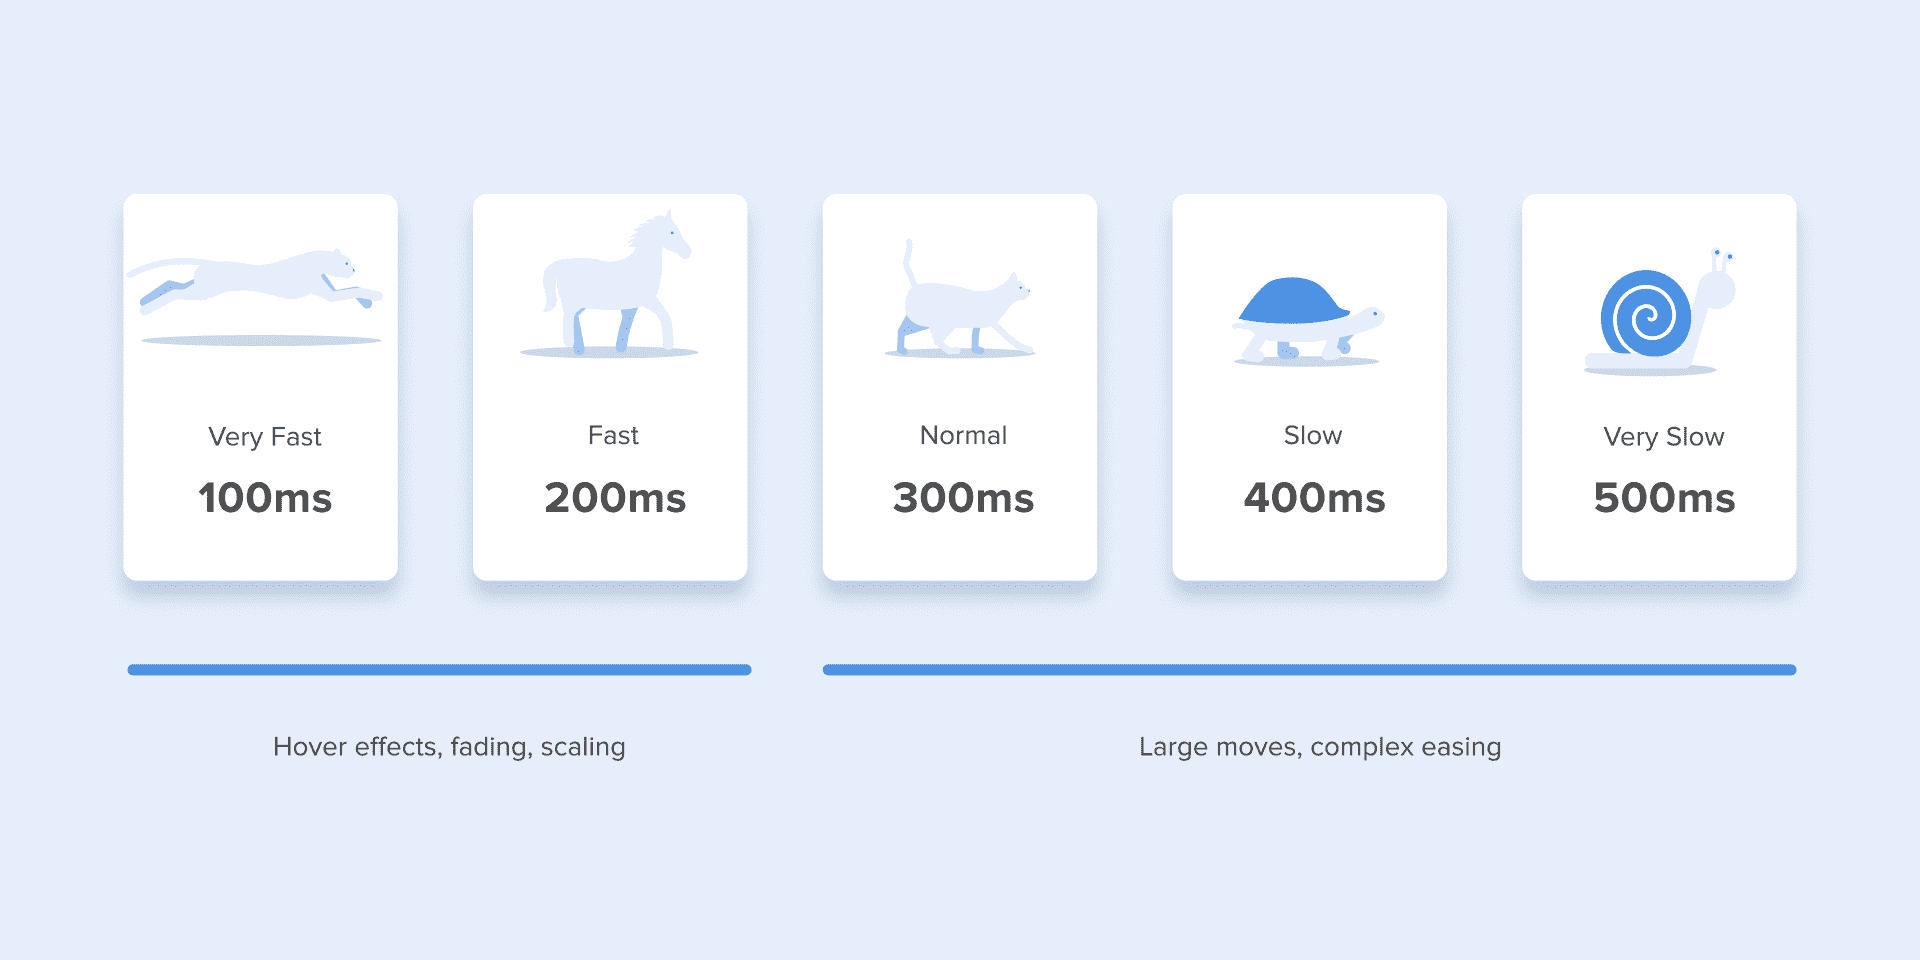 Very Fast
100ms
Fast
200ms
Normal
300ms
Slow
400ms
Very Slow
500ms
Hover effects, fading, scaling
Large moves, complex easing